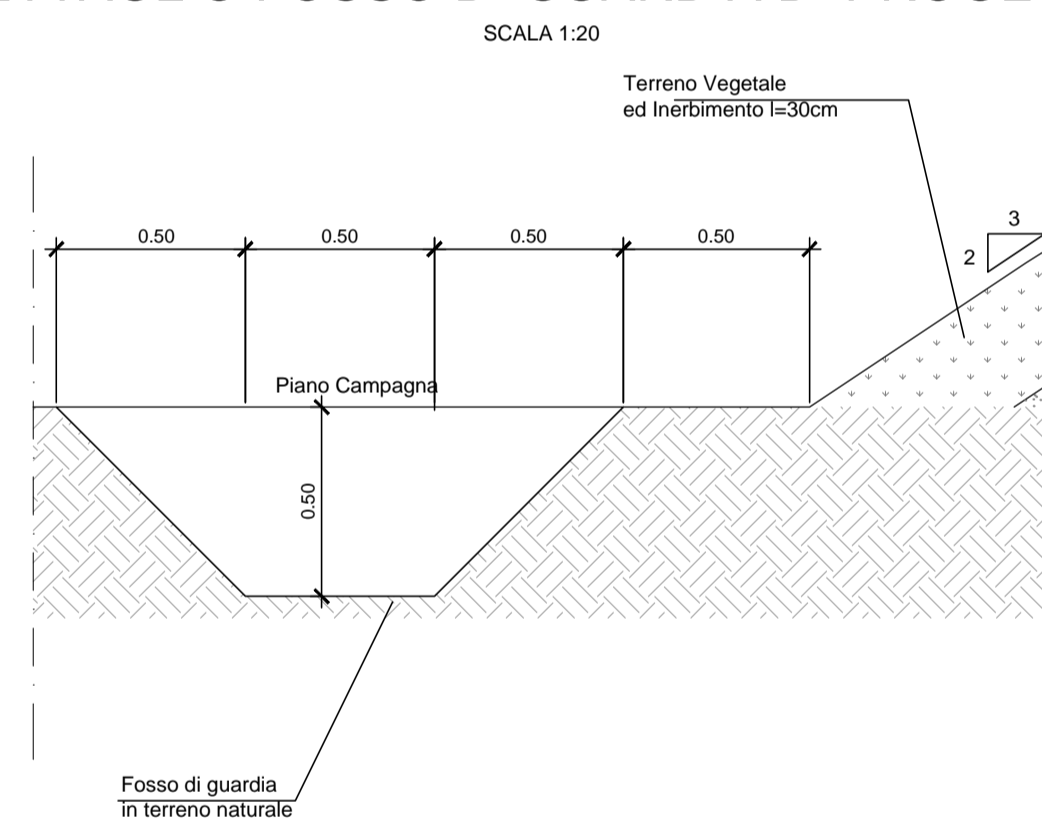 SCALA 1:20
Terreno Vegetale
ed Inerbimento l=30cm
3
2
0.50
0.50
0.50
0.50
Piano Campagna
0.50
Fosso di guardia
in terreno naturale